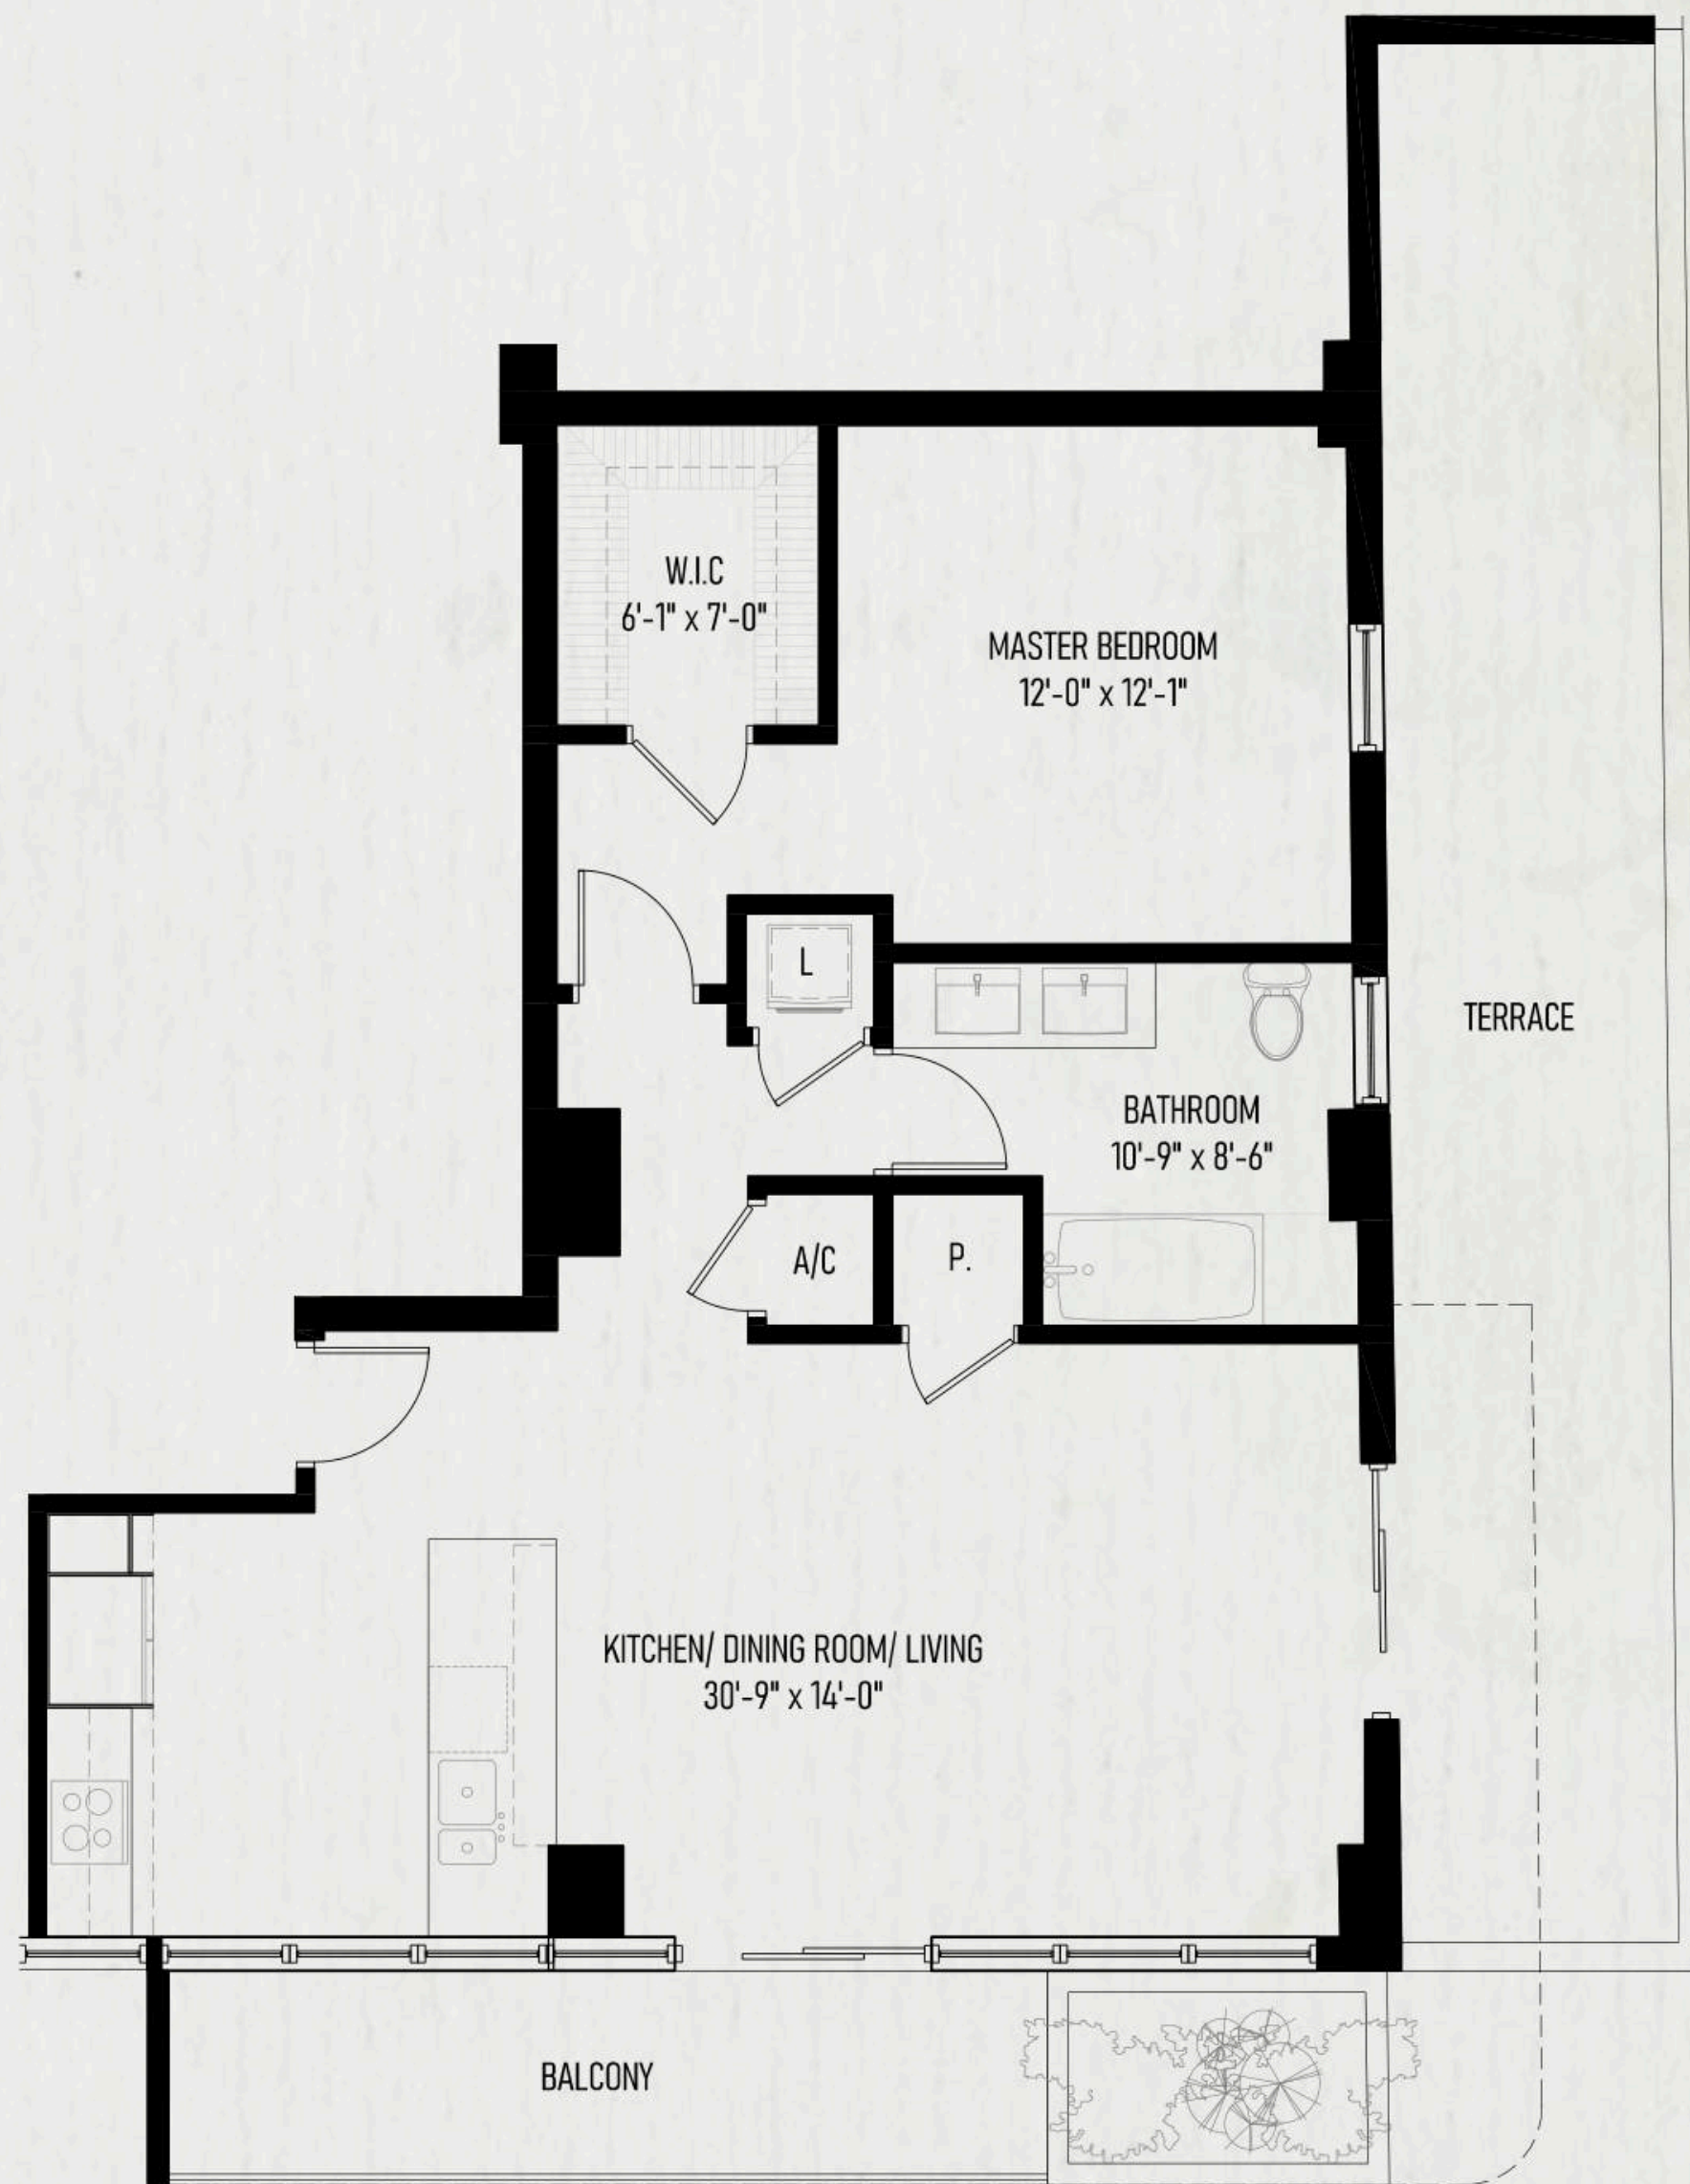 W.I.C
6'-1" x 7'-0"
MASTER BEDROOM
12'-0" x 12'-1"
L
TERRACE
BATHROOM
10'-9" x 8'-6"
A/C
P.
KITCHEN/ DINING ROOM/ LIVING
30'-9" x 14'-0"
BALCONY